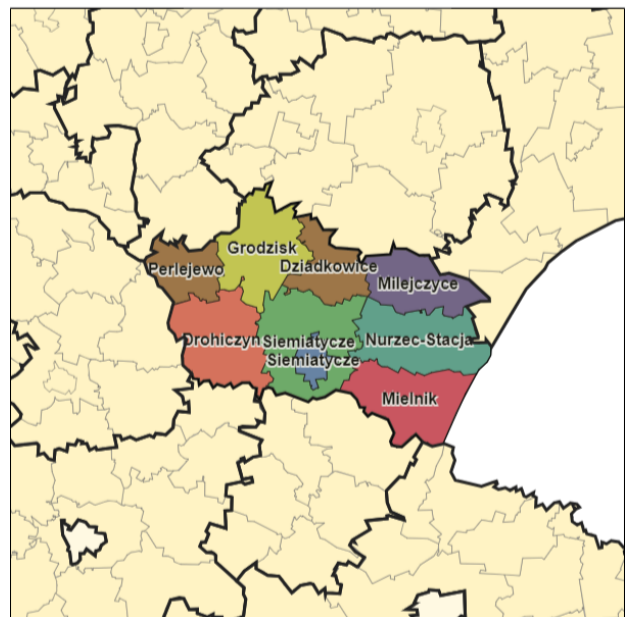 Grodzisk
Perlejewo
Dziadkowice
Milejczyce
Drohiczyn
Siemiatycze
Nurzec-Stacja
Siemiatycze
Mielnik